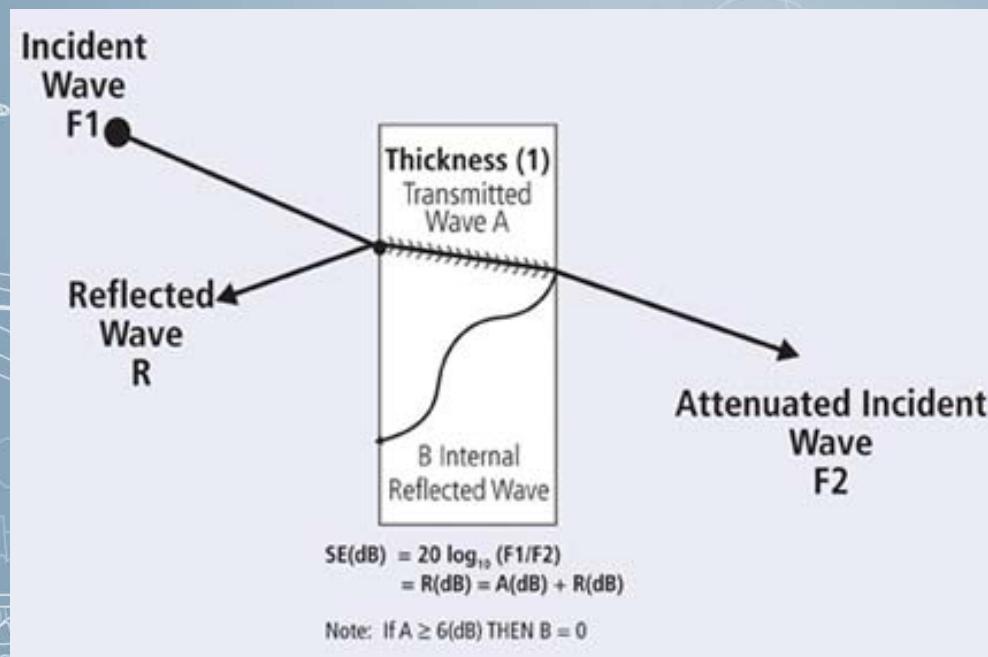 Incident
Wave
F1
Thickness (1)
Transmitted
Wave A
Reflected
Wave
R
Attenuated Incident
Wave
F2
B Internal
Reflected Wave
SE(dB) = 20 log₁₀ (F1/F2)
= R(dB) = A(dB) + R(dB)
Note: If A ≥ 6(dB) THEN B = 0